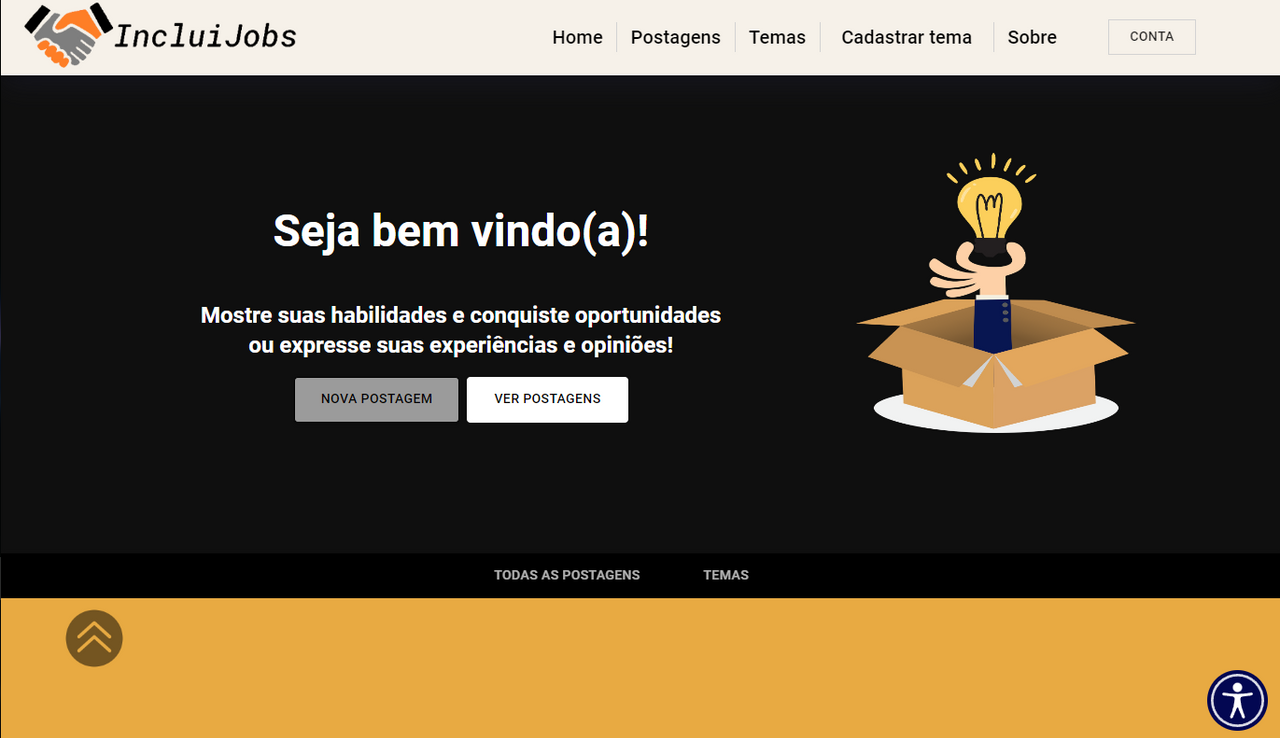 IncluiJobs
Home
Postagens
Temas
Cadastrar tema
Sobre
CONTA
Seja bem vindo(a)!
Mostre suas habilidades e conquiste oportunidades
ou expresse suas experiências e opiniões!
NOVA POSTAGEM
VER POSTAGENS
TODAS AS POSTAGENS
TEMAS